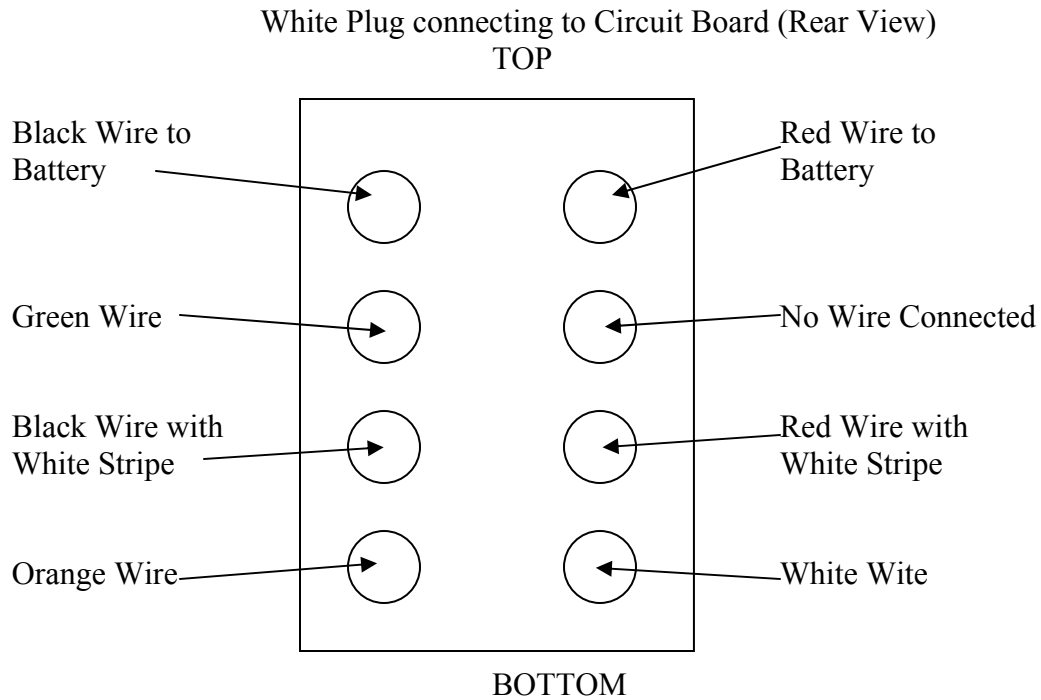 White Plug connecting to Circuit Board (Rear View)
TOP
Black Wire to
Battery
Red Wire to
Battery
Green Wire
No Wire Connected
Black Wire with
White Stripe
Red Wire with
White Stripe
Orange Wire
White Wite
BOTTOM